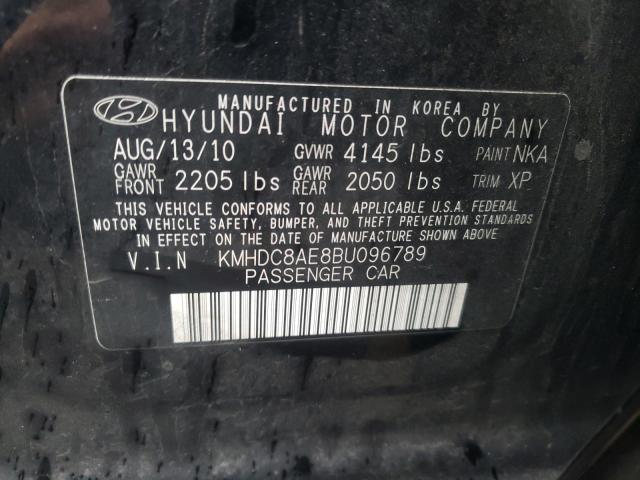 MANUFACTURED IN KOREA BY
HYUNDAI MOTOR COMPANY
AUG/13/10 GVWR 4145 lbs PAINT NKA
GAWR FRONT 2205 lbs GAWR REAR 2050 lbs TRIM XP
THIS VEHICLE CONFORMS TO ALL APPLICABLE U.S.A. FEDERAL
MOTOR VEHICLE SAFETY, BUMPER, AND THEFT PREVENTION STANDARDS
IN EFFECT ON THE DATE OF MANUFACTURE SHOWN ABOVE.
V.I.N KMHDC8AE8BU096789
PASSENGER CAR